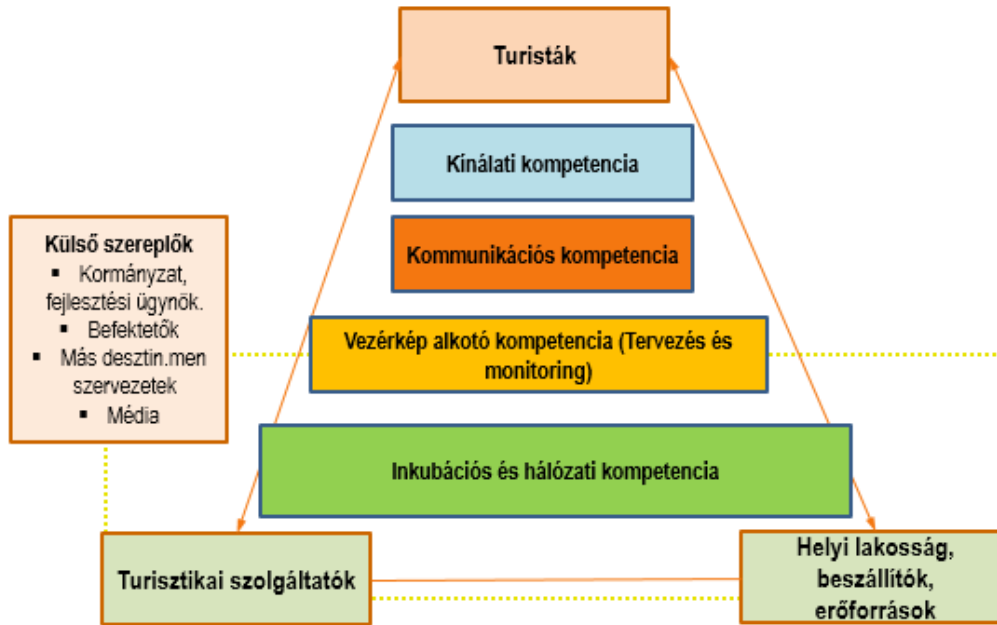 Turisták
Kínálati kompetencia
Kommunikációs kompetencia
Külső szereplők
▪ Kormányzat,
fejlesztési ügynök.
▪ Befektetők
▪ Más desztin.men
szervezetek
▪ Média
Vezérkép alkotó kompetencia (Tervezés és
monitoring)
Inkubációs és hálózati kompetencia
Turisztikai szolgáltatók
Helyi lakosság,
beszállítók,
erőforrások